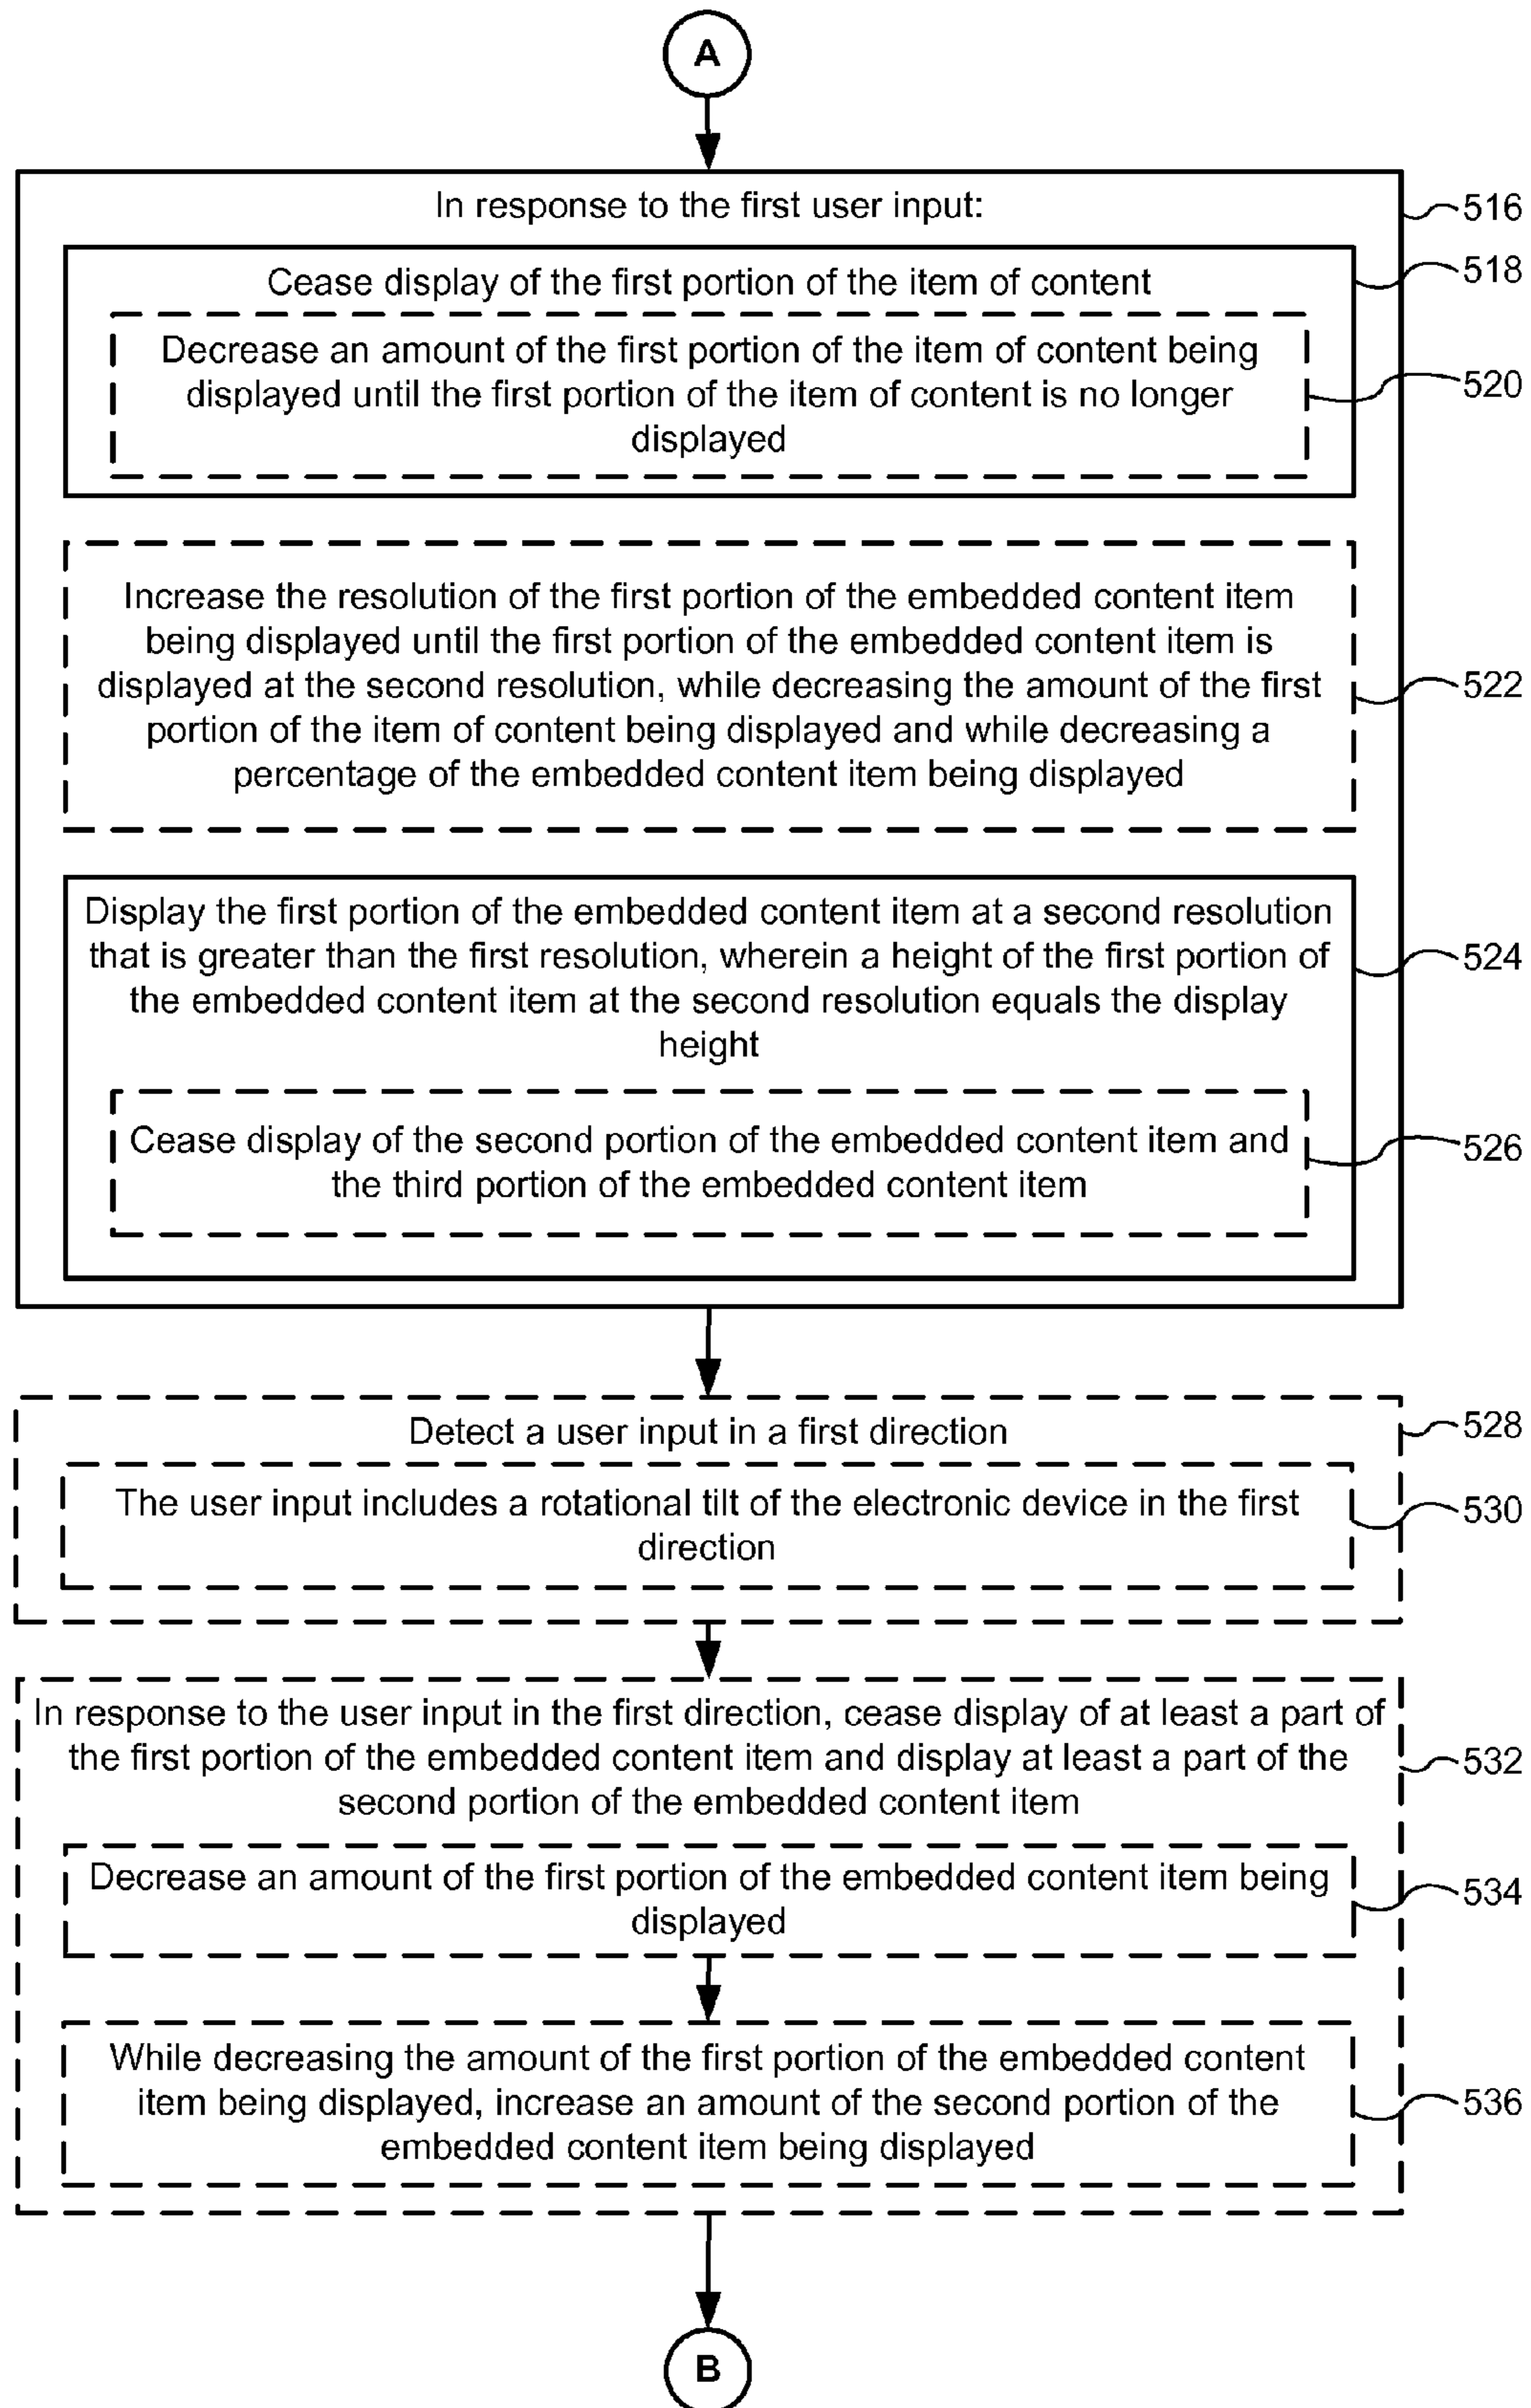 A
In response to the first user input:
516
Cease display of the first portion of the item of content
518
Decrease an amount of the first portion of the item of content being
displayed until the first portion of the item of content is no longer
displayed
520
Increase the resolution of the first portion of the embedded content item
being displayed until the first portion of the embedded content item is
displayed at the second resolution, while decreasing the amount of the first
portion of the item of content being displayed and while decreasing a
percentage of the embedded content item being displayed
522
Display the first portion of the embedded content item at a second resolution
that is greater than the first resolution, wherein a height of the first portion of
the embedded content item at the second resolution equals the display
height
524
Cease display of the second portion of the embedded content item and
the third portion of the embedded content item
526
Detect a user input in a first direction
528
The user input includes a rotational tilt of the electronic device in the first
direction
530
In response to the user input in the first direction, cease display of at least a part of
the first portion of the embedded content item and display at least a part of the
second portion of the embedded content item
532
Decrease an amount of the first portion of the embedded content item being
displayed
534
While decreasing the amount of the first portion of the embedded content
item being displayed, increase an amount of the second portion of the
embedded content item being displayed
536
B